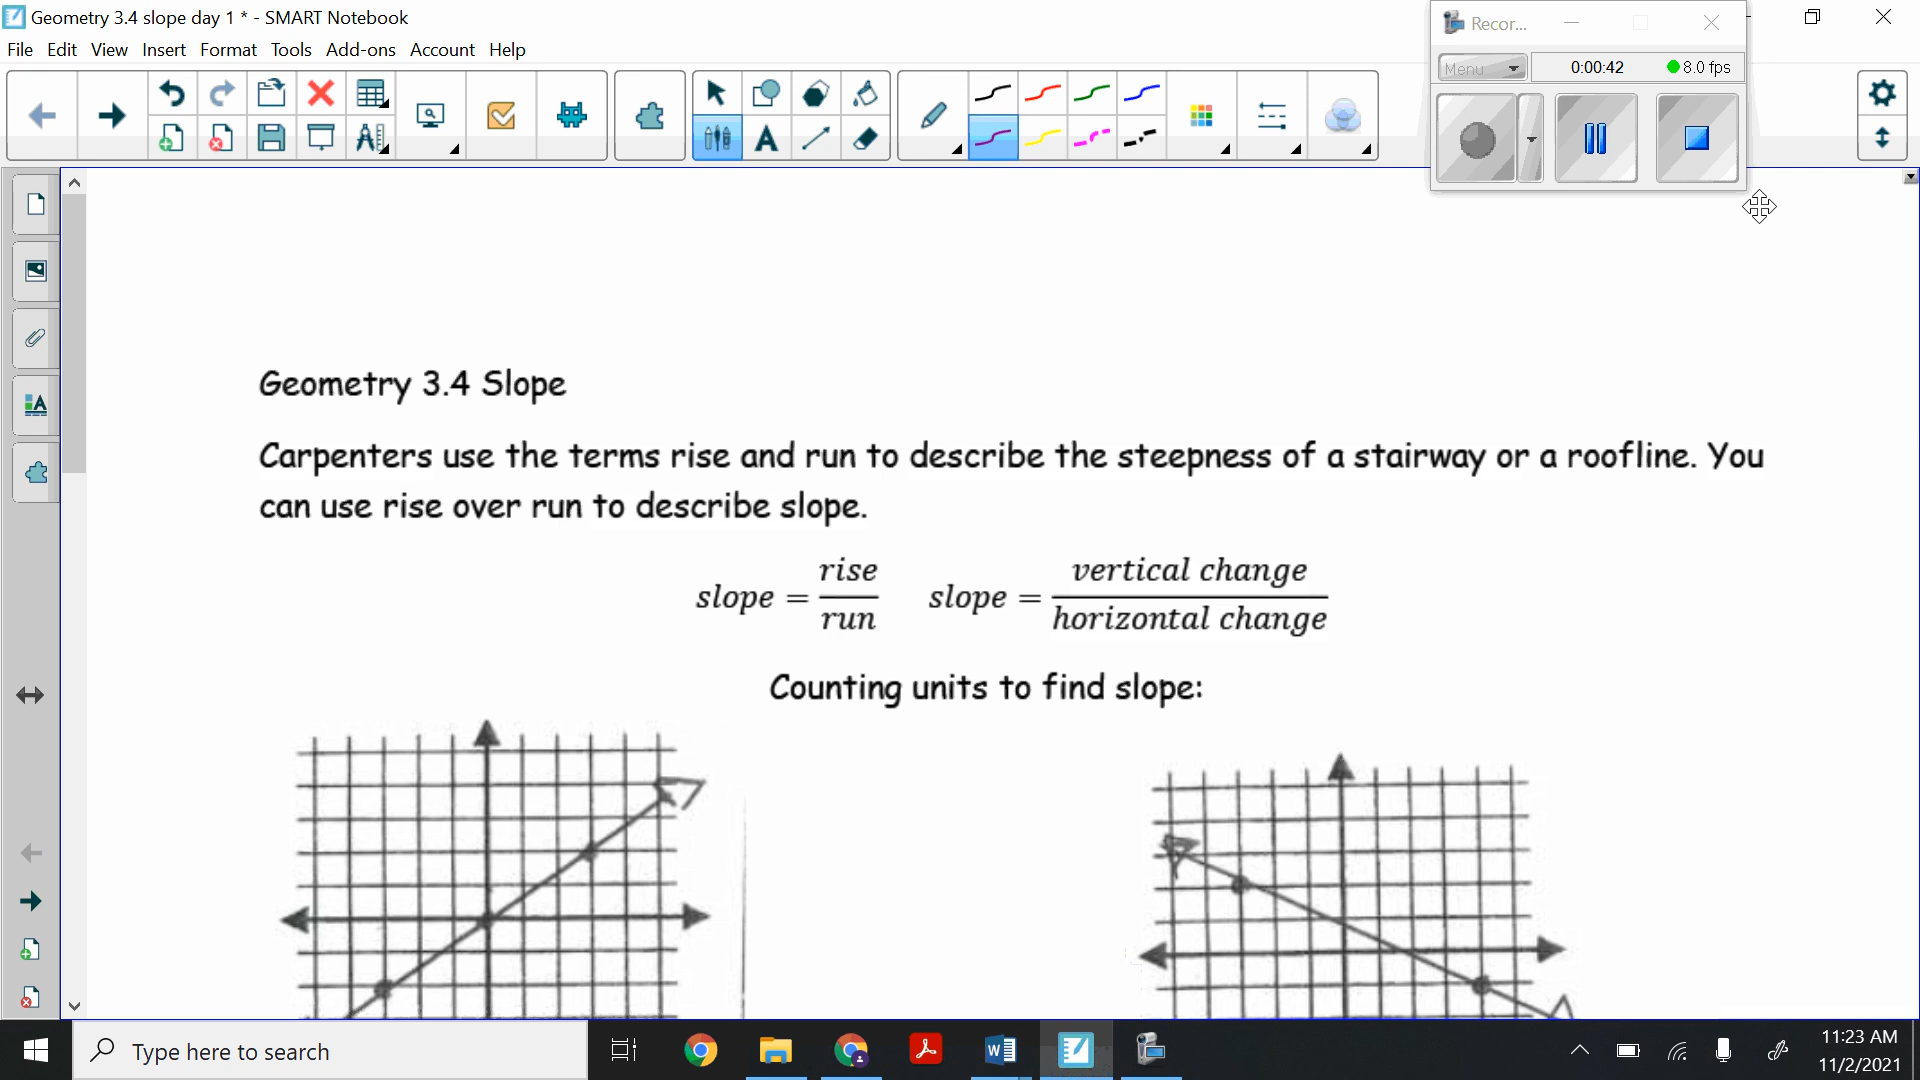 Geometry 3.4 slope day 1 * - SMART Notebook
File Edit View Insert Format Tools Add-ons Account Help
Recor...
Menu 0:00:42 8.0 fps
Geometry 3.4 Slope
Carpenters use the terms rise and run to describe the steepness of a stairway or a roofline. You
can use rise over run to describe slope.
slope = rise/run slope = vertical change/horizontal change
Counting units to find slope:
Type here to search
11:23 AM
11/2/2021